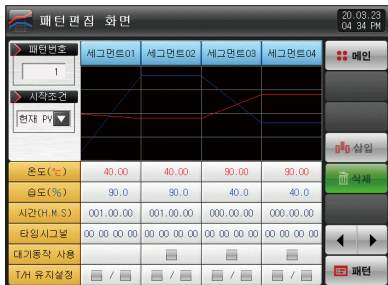 패턴편집 화면
20.03.23
04 34 PM
패턴번호
1
시작조건
현재 PV
세그먼트01 세그먼트02 세그먼트03 세그먼트04
온도(℃) 40.00 40.00 90.00 90.00
습도(%) 90.0 90.0 40.0 40.0
시간(H.M.S) 001.00.00 001.00.00 000.00.00 000.00.00
타임시그널 00 00 00 00 00 00 00 00 00 00 00 00 00 00 00 00
대기동작 사용
T/H 유지설정 / / / /
메인
삽입
삭제
패턴